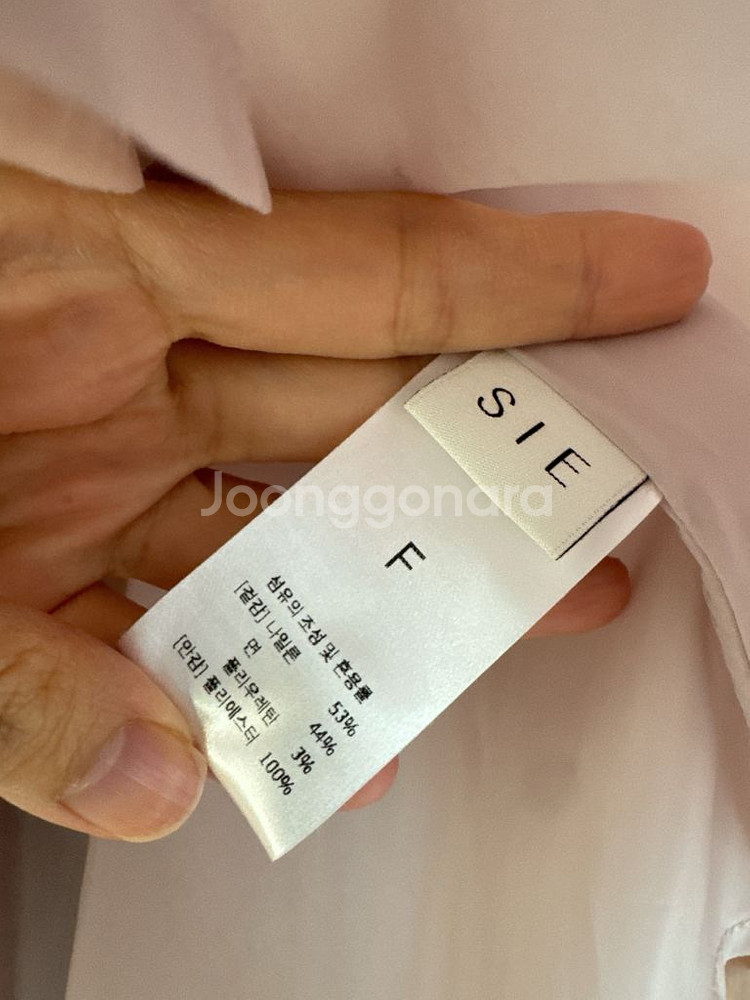 SIE
Joonggonara
F
섬유의 조성 및 혼용률
[겉감] 나일론 53%
면 44%
폴리우레탄 3%
[안감] 폴리에스터 100%